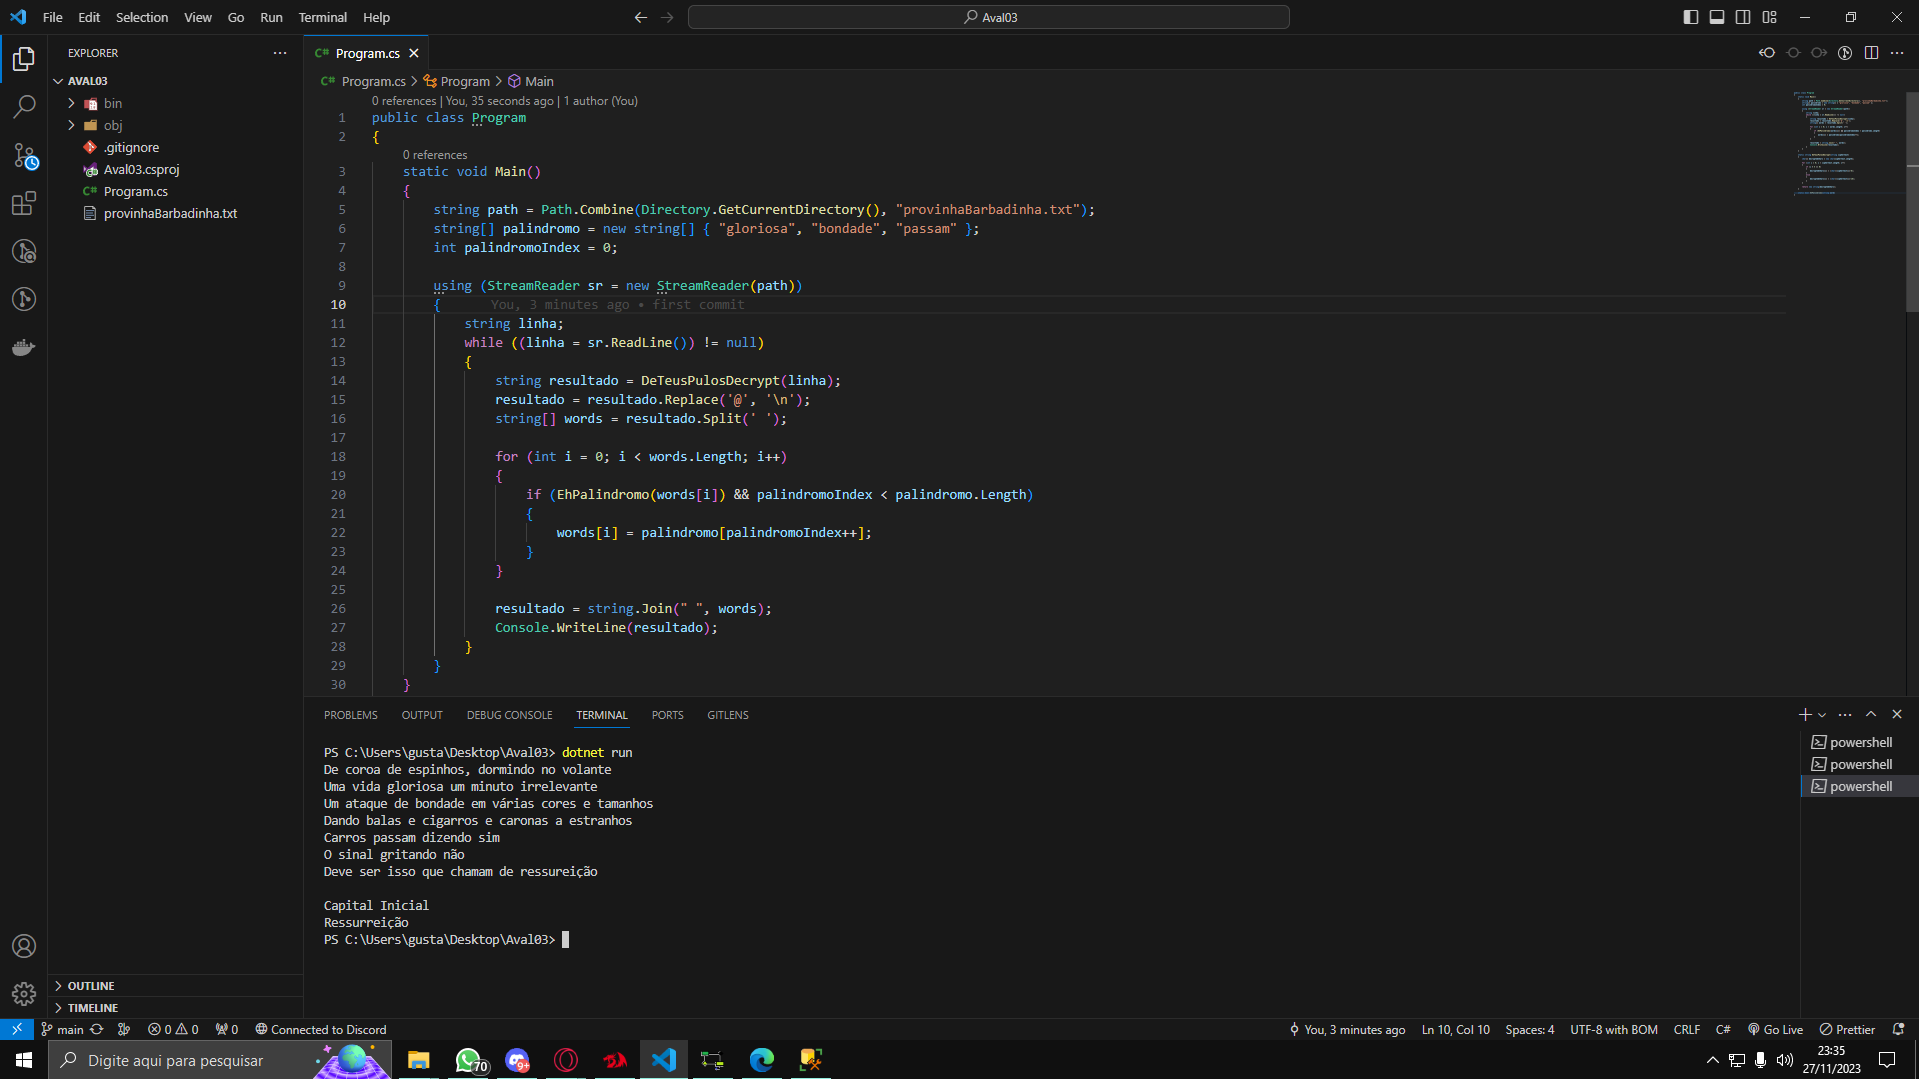 File Edit Selection View Go Run Terminal Help
Aval03
EXPLORER
AVAL03
bin
obj
.gitignore
Aval03.csproj
Program.cs
provinhaBarbadinha.txt
OUTLINE
TIMELINE
C# Program.cs
C# Program.cs > Program > Main
0 references | You, 35 seconds ago | 1 author (You)
1 public class Program
2 {
0 references
3 static void Main()
4 {
5 string path = Path.Combine(Directory.GetCurrentDirectory(), "provinhaBarbadinha.txt");
6 string[] palindromo = new string[] { "gloriosa", "bondade", "passam" };
7 int palindromoIndex = 0;
8
9 using (StreamReader sr = new StreamReader(path))
10 { You, 3 minutes ago • first commit
11 string linha;
12 while ((linha = sr.ReadLine()) != null)
13 {
14 string resultado = DeTeusPulosDecrypt(linha);
15 resultado = resultado.Replace('@', '\n');
16 string[] words = resultado.Split(' ');
17
18 for (int i = 0; i < words.Length; i++)
19 {
20 if (EhPalindromo(words[i]) && palindromoIndex < palindromo.Length)
21 {
22 words[i] = palindromo[palindromoIndex++];
23 }
24 }
25
26 resultado = string.Join(" ", words);
27 Console.WriteLine(resultado);
28 }
29 }
30 }
PROBLEMS OUTPUT DEBUG CONSOLE TERMINAL PORTS GITLENS
PS C:\Users\gusta\Desktop\Aval03> dotnet run
De coroa de espinhos, dormindo no volante
Uma vida gloriosa um minuto irrelevante
Um ataque de bondade em várias cores e tamanhos
Dando balas e cigarros e caronas a estranhos
Carros passam dizendo sim
O sinal gritando não
Deve ser isso que chamam de ressureição
Capital Inicial
Ressurreição
PS C:\Users\gusta\Desktop\Aval03>
powershell
powershell
powershell
main 0 0 0 Connected to Discord
You, 3 minutes ago Ln 10, Col 10 Spaces: 4 UTF-8 with BOM CRLF C# Go Live Prettier
Digite aqui para pesquisar
70
9+
23:35
27/11/2023